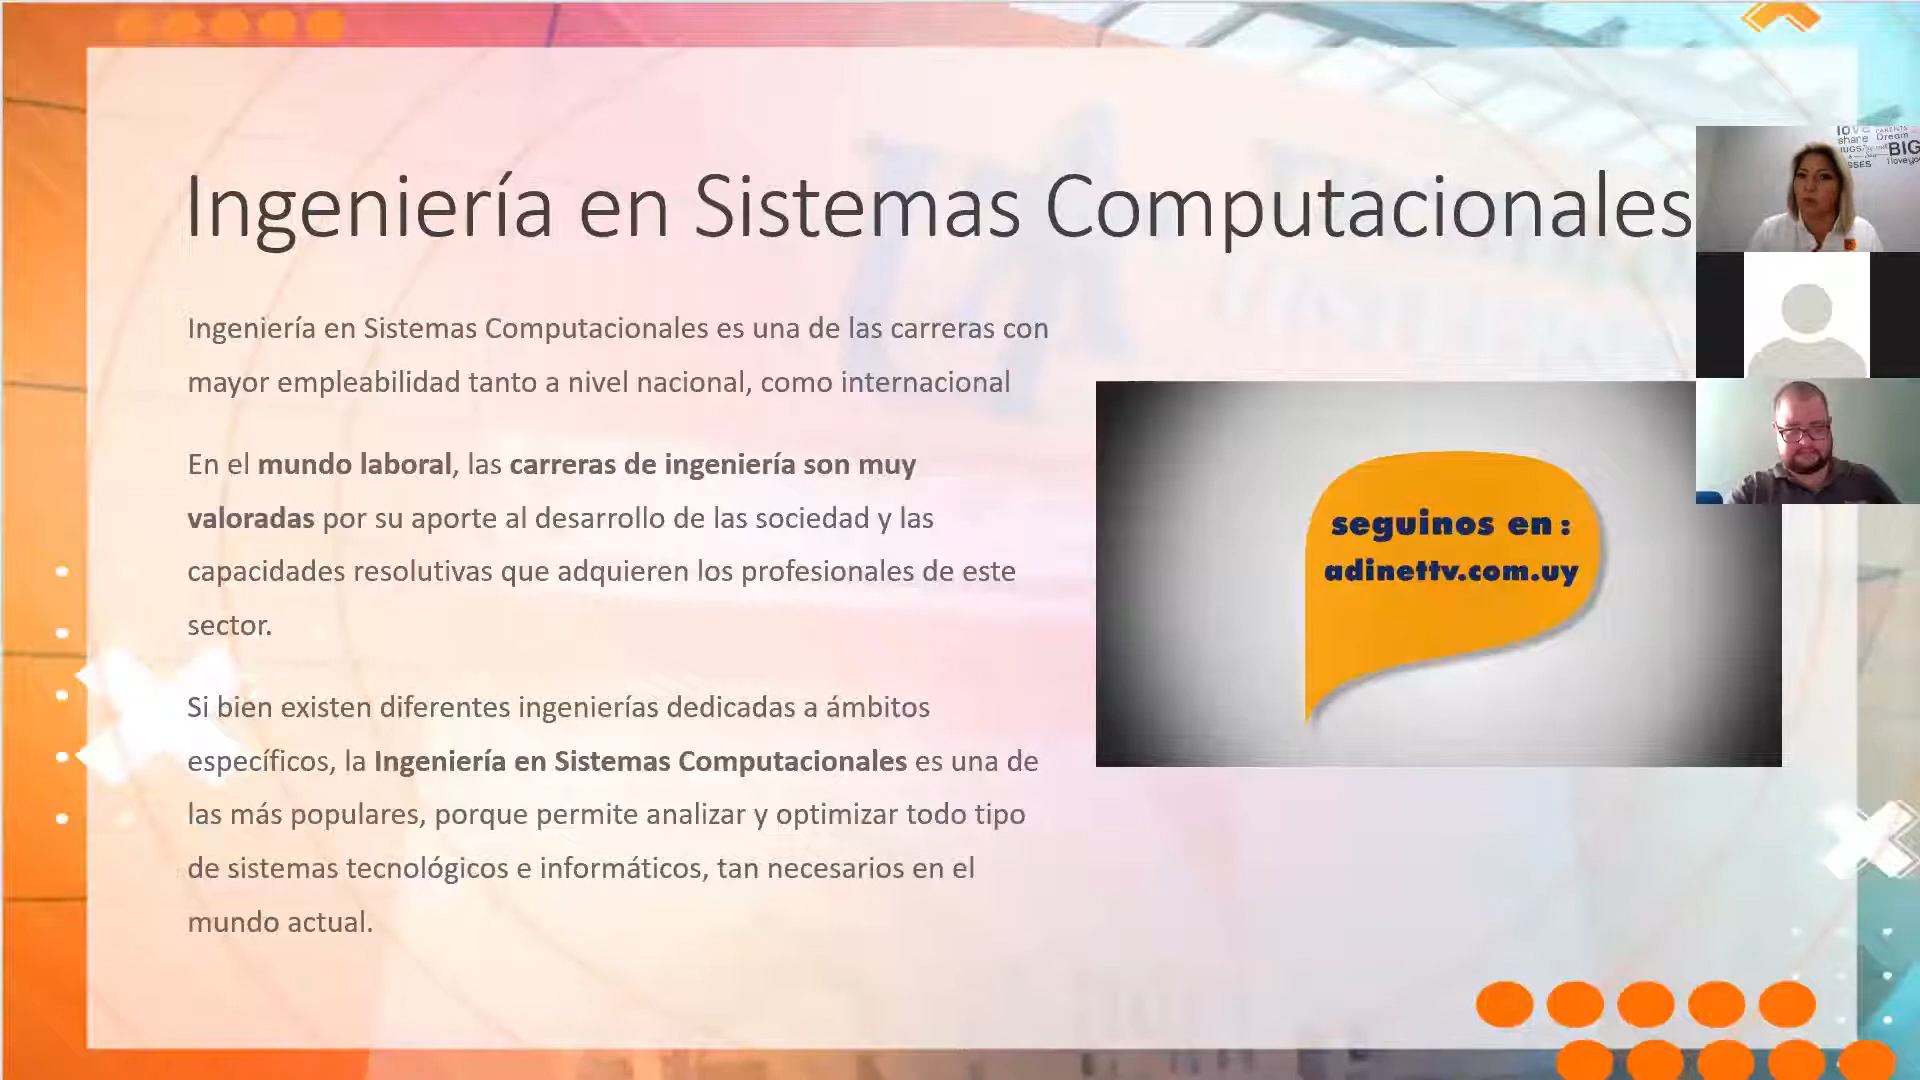 Ingeniería en Sistemas Computacionales
Ingeniería en Sistemas Computacionales es una de las carreras con
mayor empleabilidad tanto a nivel nacional, como internacional
En el mundo laboral, las carreras de ingeniería son muy
valoradas por su aporte al desarrollo de las sociedad y las
capacidades resolutivas que adquieren los profesionales de este
sector.
Si bien existen diferentes ingenierías dedicadas a ámbitos
específicos, la Ingeniería en Sistemas Computacionales es una de
las más populares, porque permite analizar y optimizar todo tipo
de sistemas tecnológicos e informáticos, tan necesarios en el
mundo actual.
seguinos en :
adinettv.com.uy
love PARENTS
share Dream
BIG
I love you